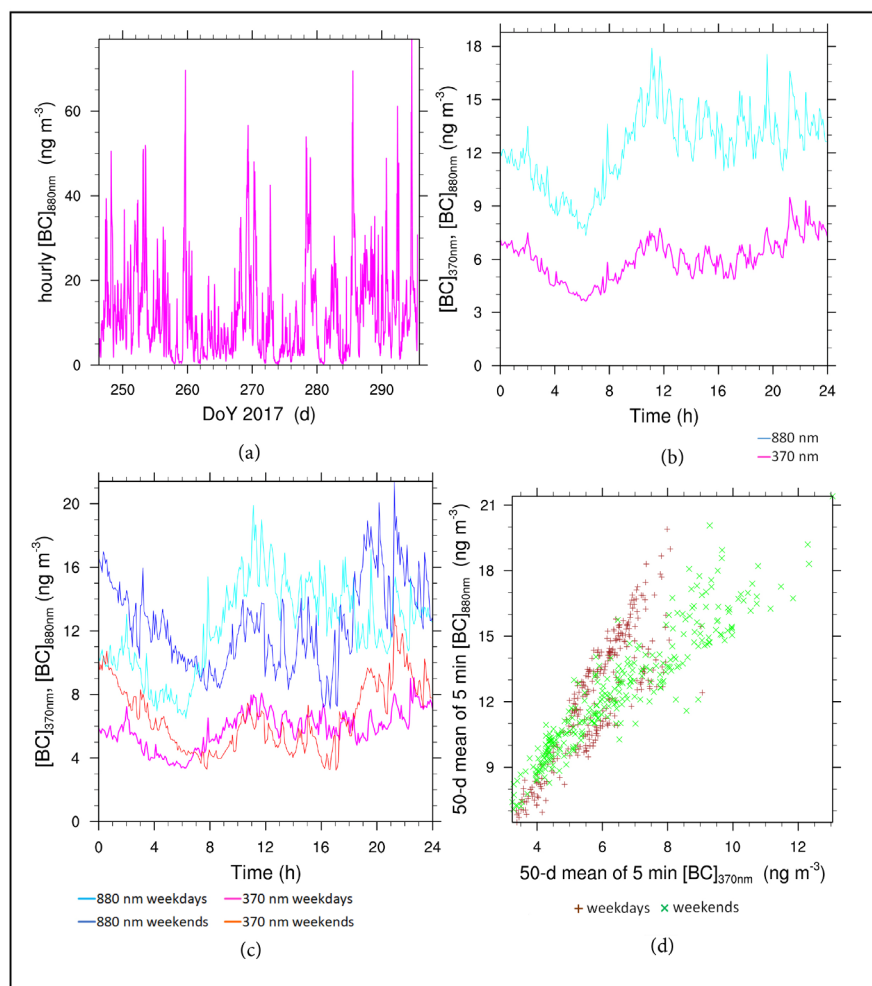 hourly [BC]880nm (ng m-3)
60
40
20
0
250 260 270 280 290
DoY 2017 (d)
(a)
[BC]370nm, [BC]880nm (ng m-3)
18
15
12
9
6
3
0
0 4 8 12 16 20 24
Time (h)
(b)
880 nm
370 nm
[BC]370nm, [BC]880nm (ng m-3)
20
16
12
8
4
0
0 4 8 12 16 20 24
Time (h)
880 nm weekdays 370 nm weekdays
880 nm weekends 370 nm weekends
(c)
50-d mean of 5 min [BC]880nm (ng m-3)
21
18
15
12
9
4 6 8 10 12
50-d mean of 5 min [BC]370nm (ng m-3)
weekdays weekends
(d)